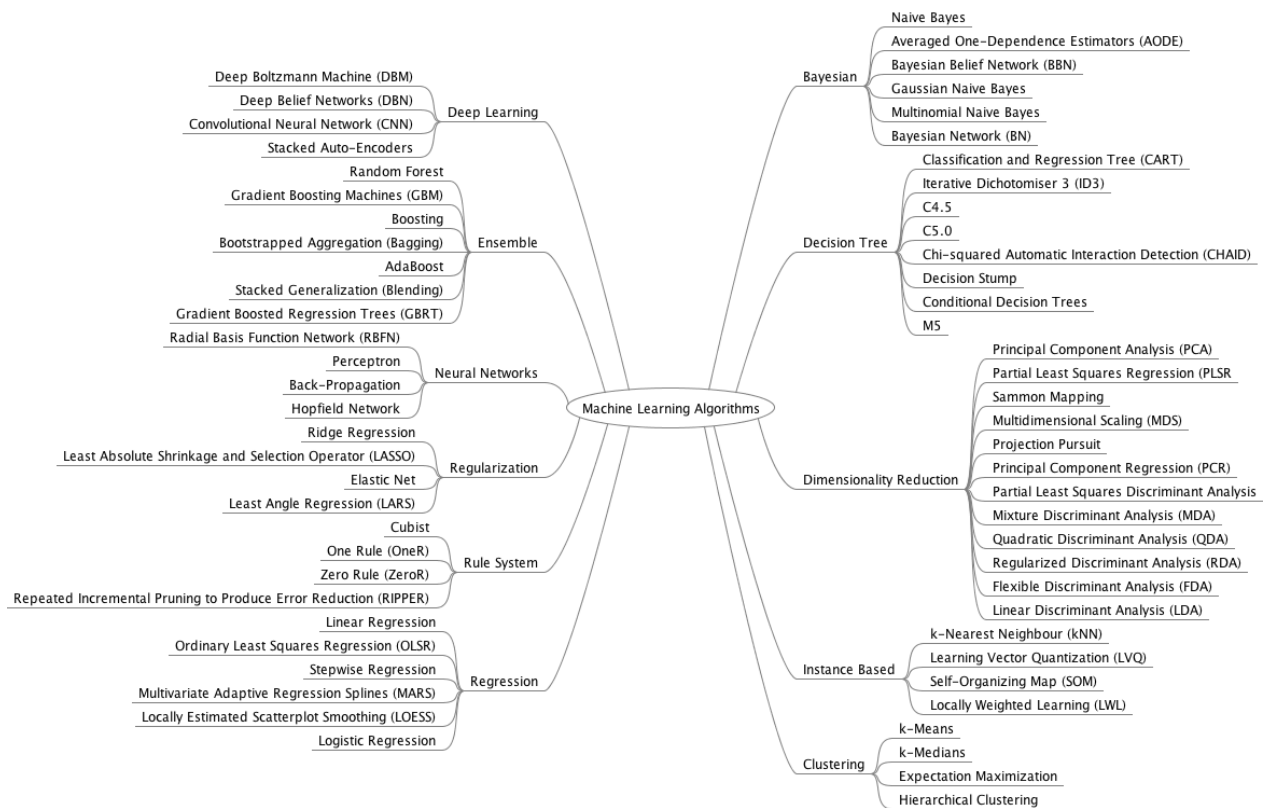 Machine Learning Algorithms
Deep Learning
Deep Boltzmann Machine (DBM)
Deep Belief Networks (DBN)
Convolutional Neural Network (CNN)
Stacked Auto-Encoders
Ensemble
Random Forest
Gradient Boosting Machines (GBM)
Boosting
Bootstrapped Aggregation (Bagging)
AdaBoost
Stacked Generalization (Blending)
Gradient Boosted Regression Trees (GBRT)
Neural Networks
Radial Basis Function Network (RBFN)
Perceptron
Back-Propagation
Hopfield Network
Regularization
Ridge Regression
Least Absolute Shrinkage and Selection Operator (LASSO)
Elastic Net
Least Angle Regression (LARS)
Rule System
Cubist
One Rule (OneR)
Zero Rule (ZeroR)
Repeated Incremental Pruning to Produce Error Reduction (RIPPER)
Regression
Linear Regression
Ordinary Least Squares Regression (OLSR)
Stepwise Regression
Multivariate Adaptive Regression Splines (MARS)
Locally Estimated Scatterplot Smoothing (LOESS)
Logistic Regression
Bayesian
Naive Bayes
Averaged One-Dependence Estimators (AODE)
Bayesian Belief Network (BBN)
Gaussian Naive Bayes
Multinomial Naive Bayes
Bayesian Network (BN)
Decision Tree
Classification and Regression Tree (CART)
Iterative Dichotomiser 3 (ID3)
C4.5
C5.0
Chi-squared Automatic Interaction Detection (CHAID)
Decision Stump
Conditional Decision Trees
M5
Dimensionality Reduction
Principal Component Analysis (PCA)
Partial Least Squares Regression (PLSR
Sammon Mapping
Multidimensional Scaling (MDS)
Projection Pursuit
Principal Component Regression (PCR)
Partial Least Squares Discriminant Analysis
Mixture Discriminant Analysis (MDA)
Quadratic Discriminant Analysis (QDA)
Regularized Discriminant Analysis (RDA)
Flexible Discriminant Analysis (FDA)
Linear Discriminant Analysis (LDA)
Instance Based
k-Nearest Neighbour (kNN)
Learning Vector Quantization (LVQ)
Self-Organizing Map (SOM)
Locally Weighted Learning (LWL)
Clustering
k-Means
k-Medians
Expectation Maximization
Hierarchical Clustering